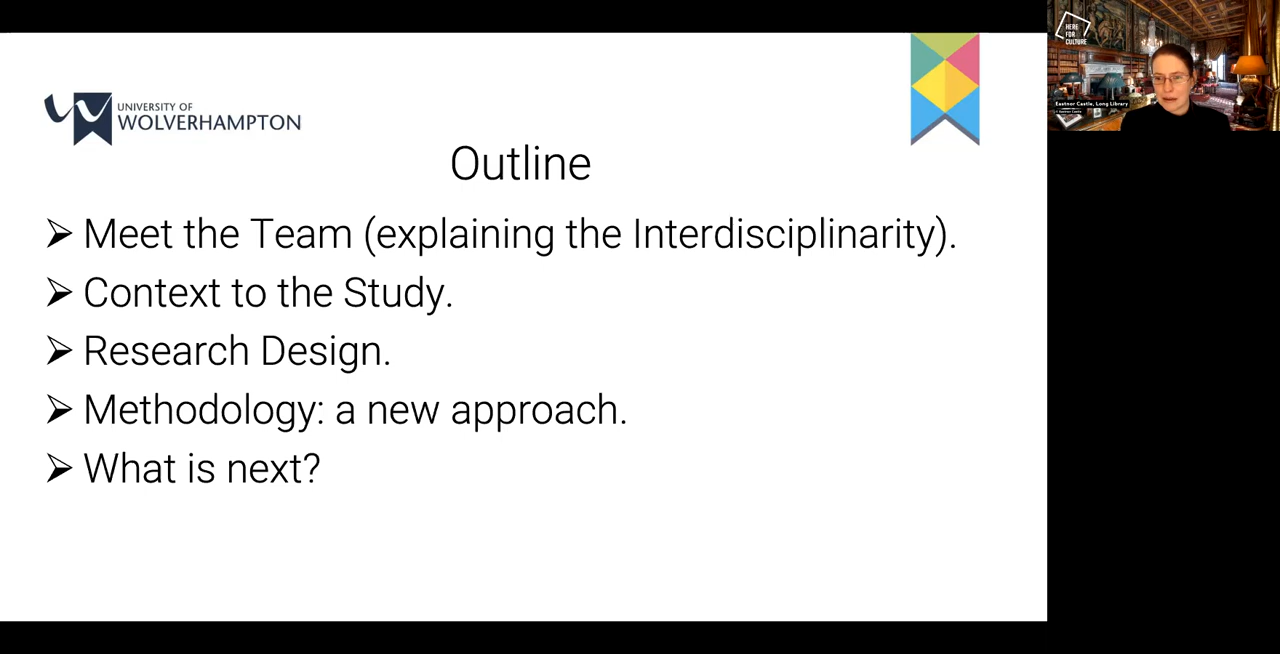 UNIVERSITY OF
WOLVERHAMPTON
Outline
➢ Meet the Team (explaining the Interdisciplinarity).
➢ Context to the Study.
➢ Research Design.
➢ Methodology: a new approach.
➢ What is next?
HERE
FOR
CULTURE
Eastnor Castle, Long Library